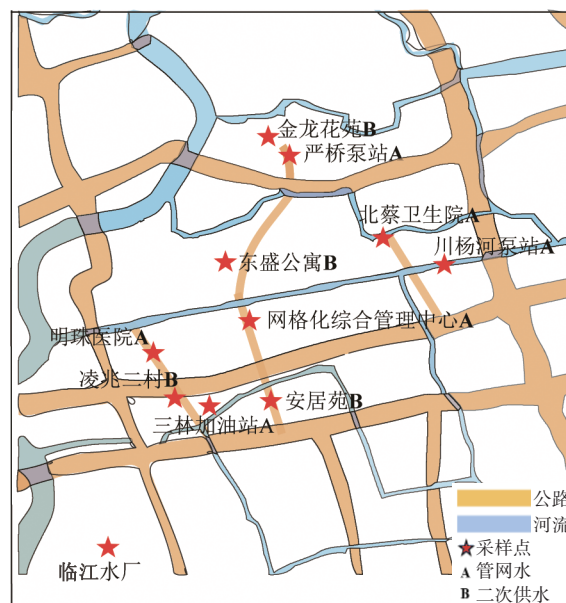 金龙花苑B
严桥泵站A
北蔡卫生院A
川杨河泵站A
东盛公寓B
网格化综合管理中心A
明珠医院A
凌兆二村B
安居苑B
三林加油站A
临江水厂
公路
河流
采样点
A 管网水
B 二次供水